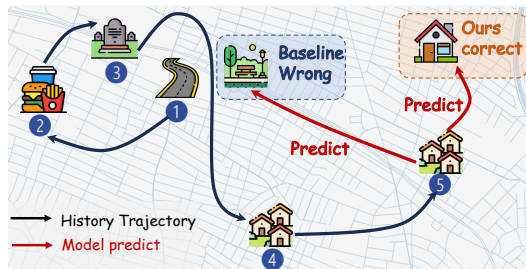 Baseline
Wrong
Ours
correct
3
1
2
Predict
Predict
5
4
History Trajectory
Model predict